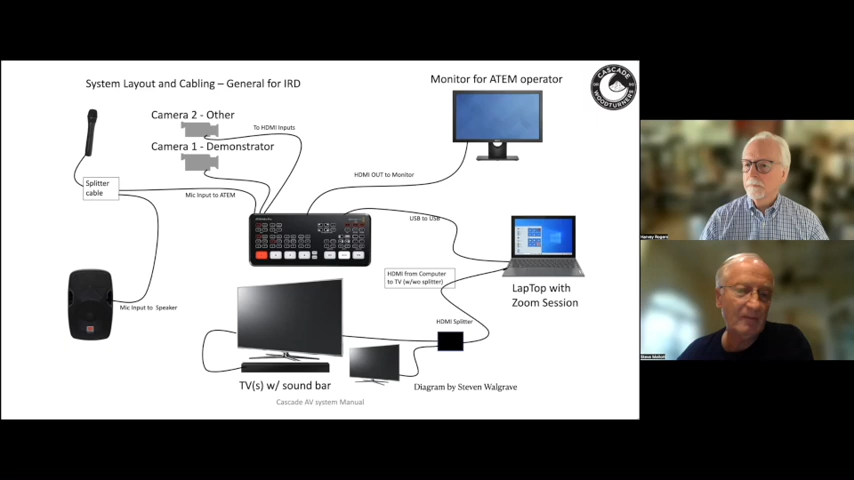 System Layout and Cabling – General for IRD
Monitor for ATEM operator
CASCADE
WOODTURNERS
Camera 2 - Other
To HDMI Inputs
Camera 1 - Demonstrator
Splitter
cable
Mic Input to ATEM
HDMI OUT to Monitor
USB to USB
HDMI from Computer
to TV (w/wo splitter)
LapTop with
Zoom Session
Mic Input to Speaker
HDMI Splitter
TV(s) w/ sound bar
Diagram by Steven Walgrave
Cascade AV system Manual
Harvey Rogers